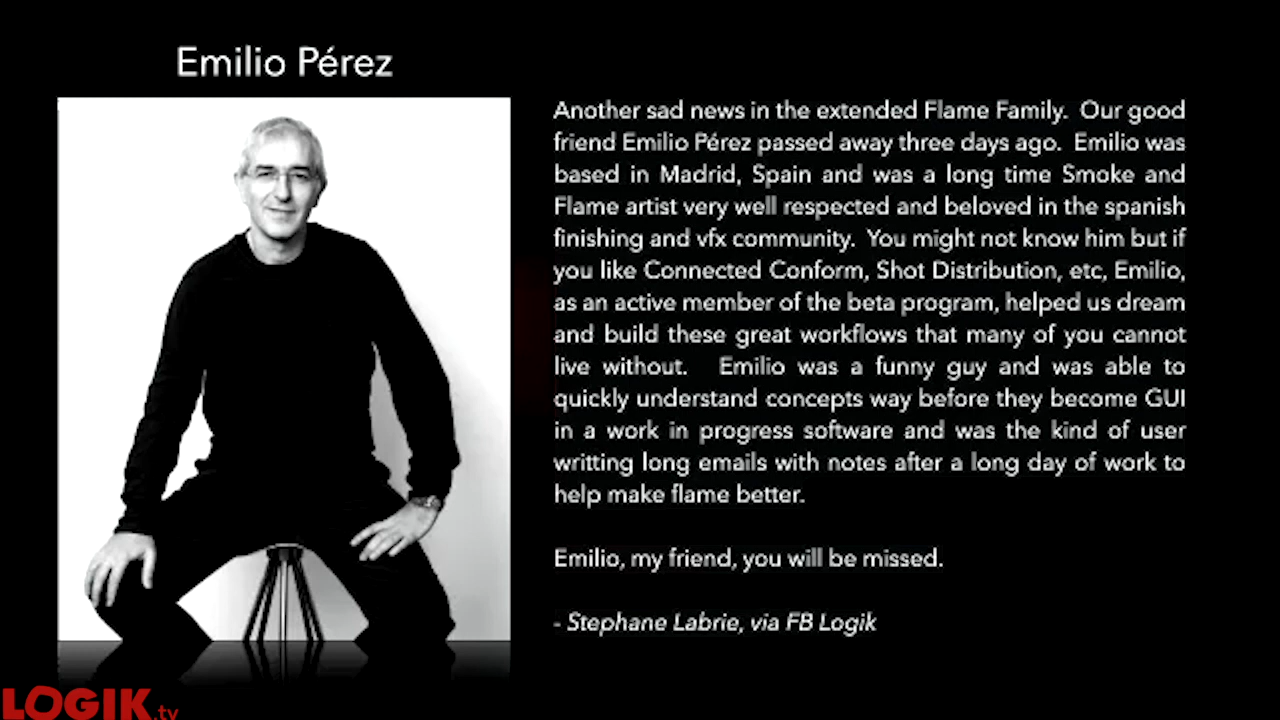 Emilio Pérez
Another sad news in the extended Flame Family. Our good
friend Emilio Pérez passed away three days ago. Emilio was
based in Madrid, Spain and was a long time Smoke and
Flame artist very well respected and beloved in the spanish
finishing and vfx community. You might not know him but if
you like Connected Conform, Shot Distribution, etc, Emilio,
as an active member of the beta program, helped us dream
and build these great workflows that many of you cannot
live without. Emilio was a funny guy and was able to
quickly understand concepts way before they become GUI
in a work in progress software and was the kind of user
writting long emails with notes after a long day of work to
help make flame better.
Emilio, my friend, you will be missed.
- Stephane Labrie, via FB Logik
LOGIK.tv